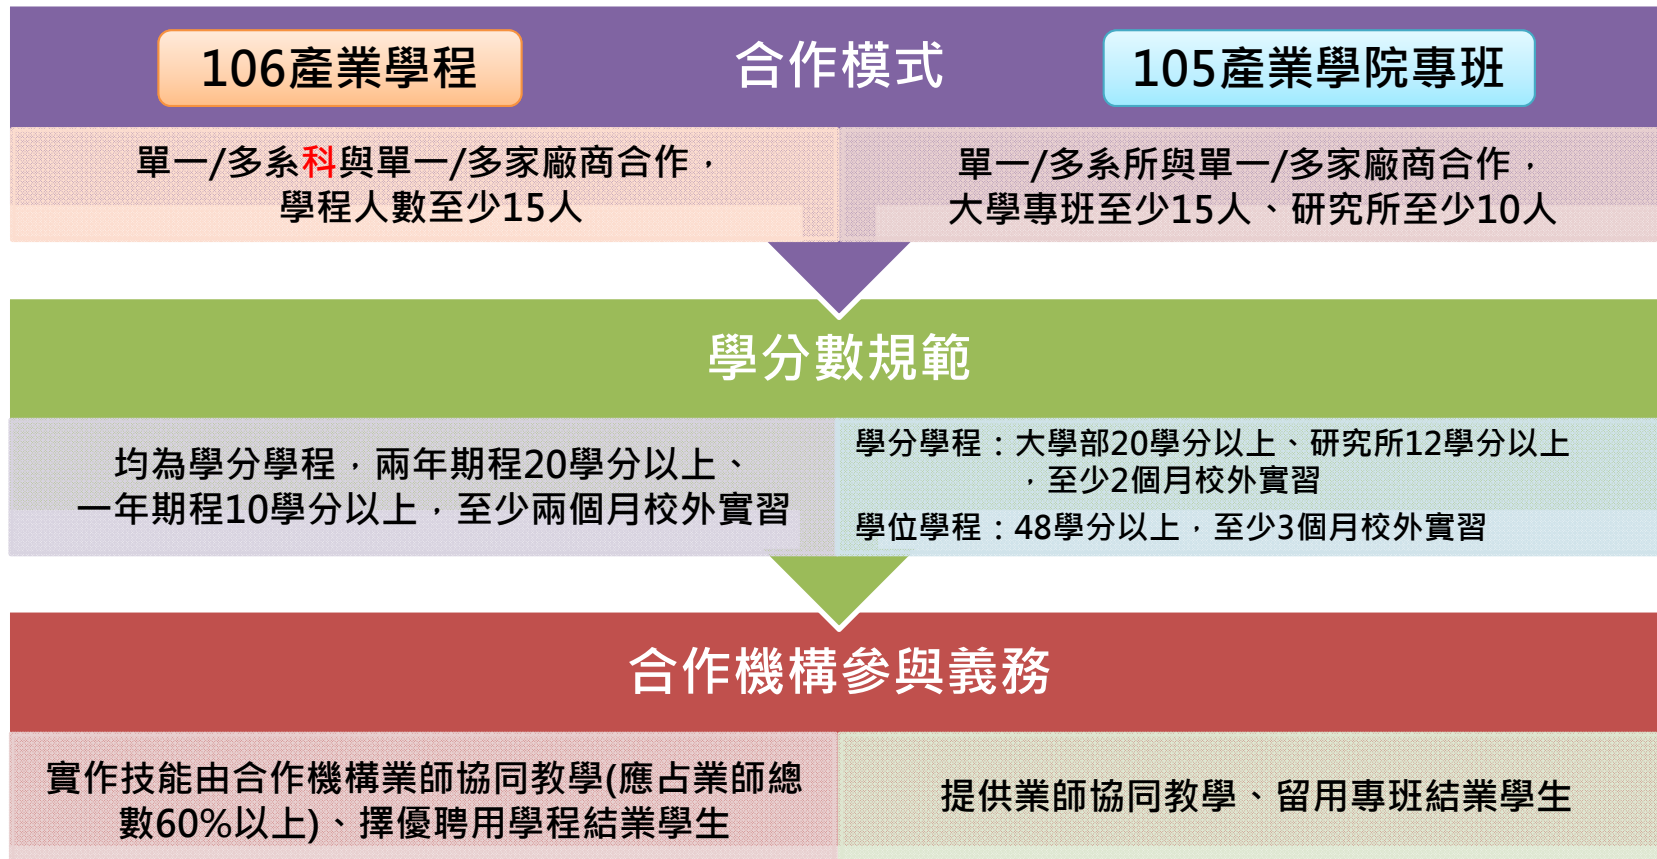 106產業學程
合作模式
105產業學院專班
單一/多系科與單一/多家廠商合作，
學程人數至少15人
單一/多系所與單一/多家廠商合作，
大學專班至少15人、研究所至少10人
學分數規範
均為學分學程，兩年期程20學分以上、
一年期程10學分以上，至少兩個月校外實習
學分學程：大學部20學分以上、研究所12學分以上
，至少2個月校外實習
學位學程：48學分以上，至少3個月校外實習
合作機構參與義務
實作技能由合作機構業師協同教學(應占業師總
數60%以上)、擇優聘用學程結業學生
提供業師協同教學、留用專班結業學生